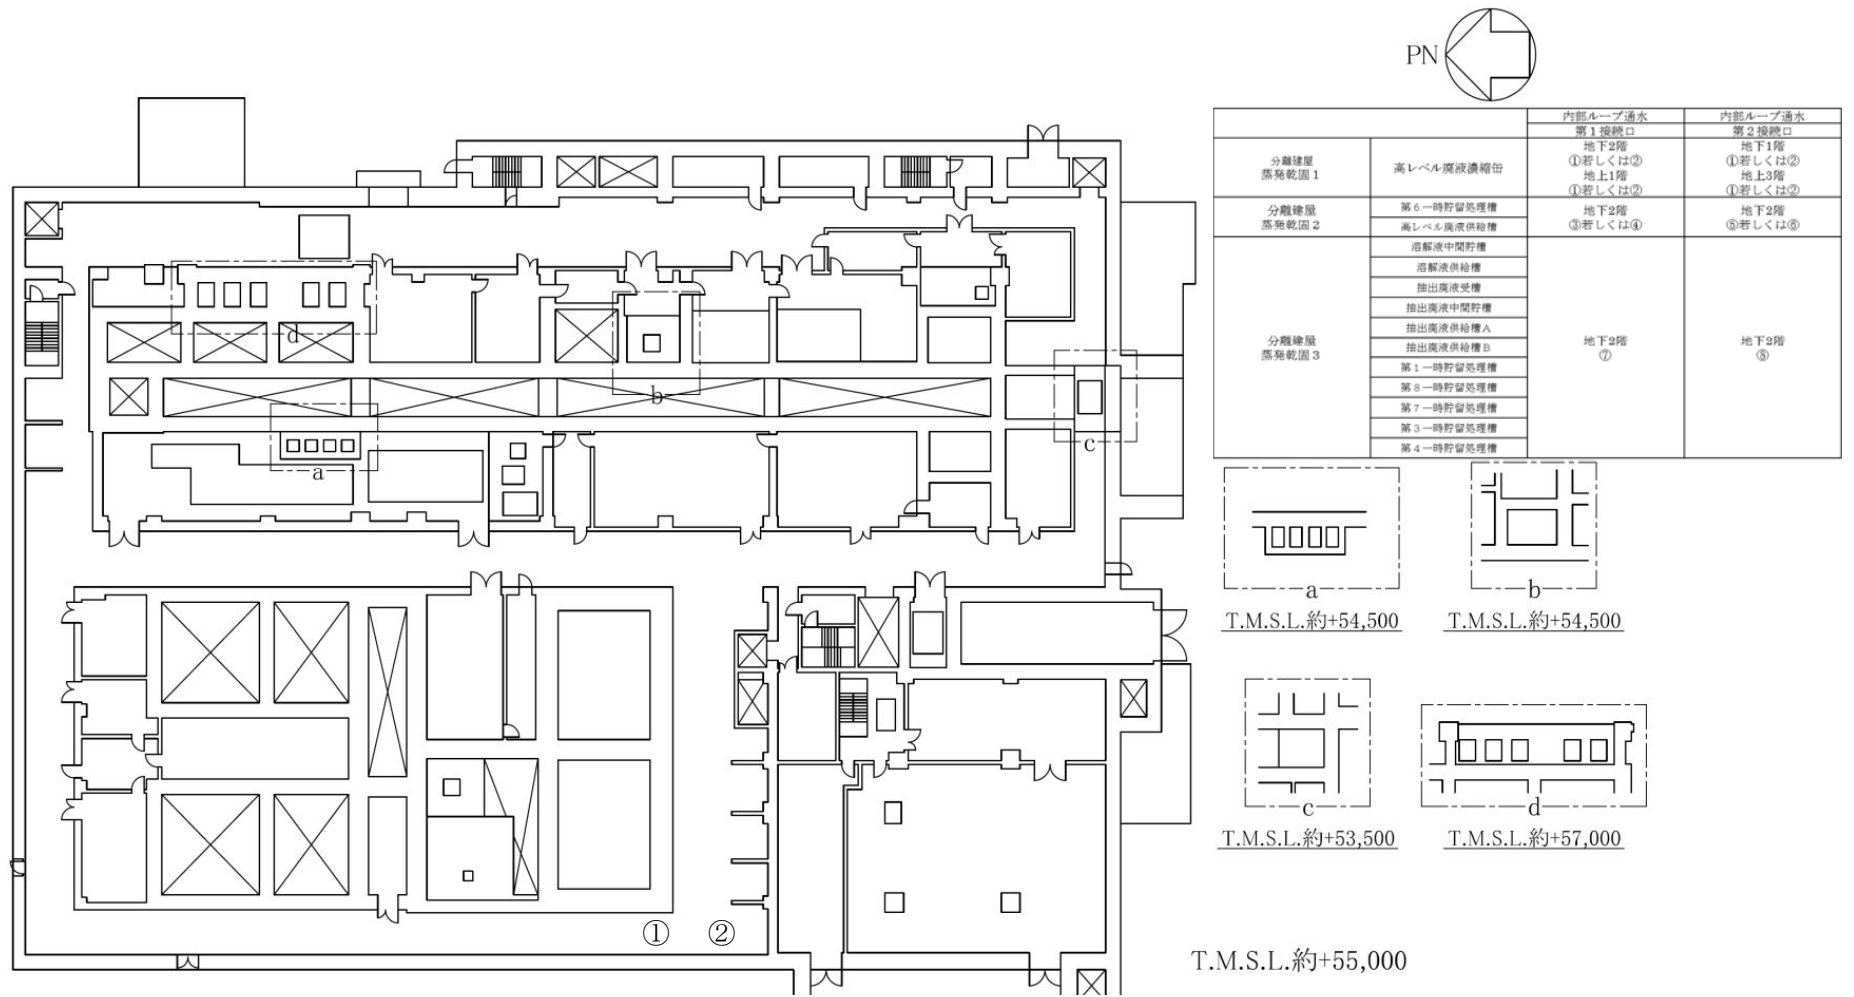 PN
内部ループ通水 内部ループ通水
第1接続口 第2接続口
分離建屋
蒸発乾固1
高レベル廃液濃縮缶
地下2階
①若しくは②
地上1階
①若しくは②
地下1階
①若しくは②
地上3階
①若しくは②
分離建屋
蒸発乾固2
第6一時貯留処理槽
高レベル廃液供給槽
地下2階
③若しくは④
地下2階
⑤若しくは⑥
分離建屋
蒸発乾固3
溶解液中間貯槽
溶解液供給槽
抽出廃液受槽
抽出廃液中間貯槽
抽出廃液供給槽A
抽出廃液供給槽B
第1一時貯留処理槽
第8一時貯留処理槽
第7一時貯留処理槽
第3一時貯留処理槽
第4一時貯留処理槽
地下2階
⑦
地下2階
⑧
d
b
c
a
a
T.M.S.L.約+54,500
b
T.M.S.L.約+54,500
c
T.M.S.L.約+53,500
d
T.M.S.L.約+57,000
① ②
T.M.S.L.約+55,000